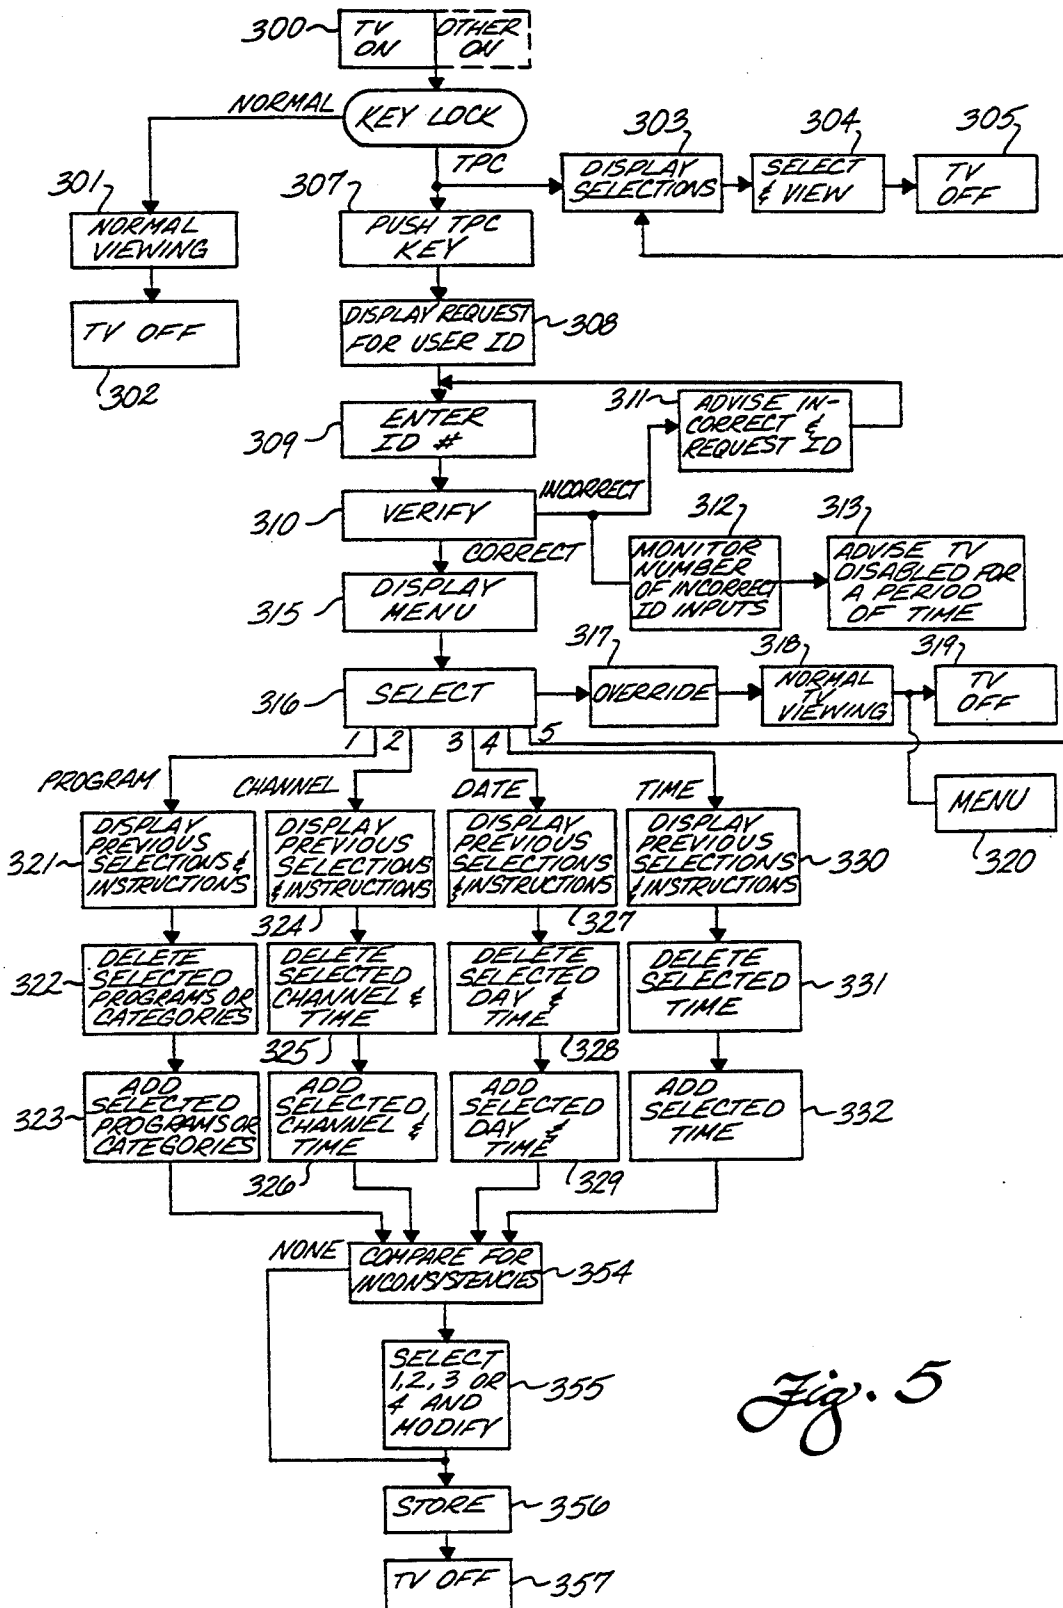 300
TV
ON
OTHER
ON
NORMAL
KEY LOCK
TPC
303
DISPLAY
SELECTIONS
304
SELECT
& VIEW
305
TV
OFF
301
NORMAL
VIEWING
307
PUSH TPC
KEY
TV OFF
302
DISPLAY REQUEST
FOR USER ID
308
309
ENTER
ID #
311
ADVISE IN-
CORRECT &
REQUEST ID
310
VERIFY
INCORRECT
CORRECT
312
MONITOR
NUMBER
OF INCORRECT
ID INPUTS
313
ADVISE TV
DISABLED FOR
A PERIOD
OF TIME
315
DISPLAY
MENU
316
SELECT
317
OVERRIDE
318
NORMAL
TV
VIEWING
319
TV
OFF
1 2 3 4 5
MENU
320
PROGRAM
CHANNEL
DATE
TIME
321
DISPLAY
PREVIOUS
SELECTIONS &
INSTRUCTIONS
DISPLAY
PREVIOUS
SELECTIONS
& INSTRUCTIONS
324
DISPLAY
PREVIOUS
SELECTIONS
& INSTRUCTIONS
327
DISPLAY
PREVIOUS
SELECTIONS
& INSTRUCTIONS
330
322
DELETE
SELECTED
PROGRAMS OR
CATEGORIES
DELETE
SELECTED
CHANNEL &
TIME
325
DELETE
SELECTED
DAY &
TIME
328
DELETE
SELECTED
TIME
331
323
ADD
SELECTED
PROGRAMS OR
CATEGORIES
ADD
SELECTED
CHANNEL &
TIME
326
ADD
SELECTED
DAY &
TIME
329
ADD
SELECTED
TIME
332
NONE
COMPARE FOR
INCONSISTENCIES
354
SELECT
1, 2, 3 OR
4 AND
MODIFY
355
STORE
356
TV OFF
357
Fig. 5